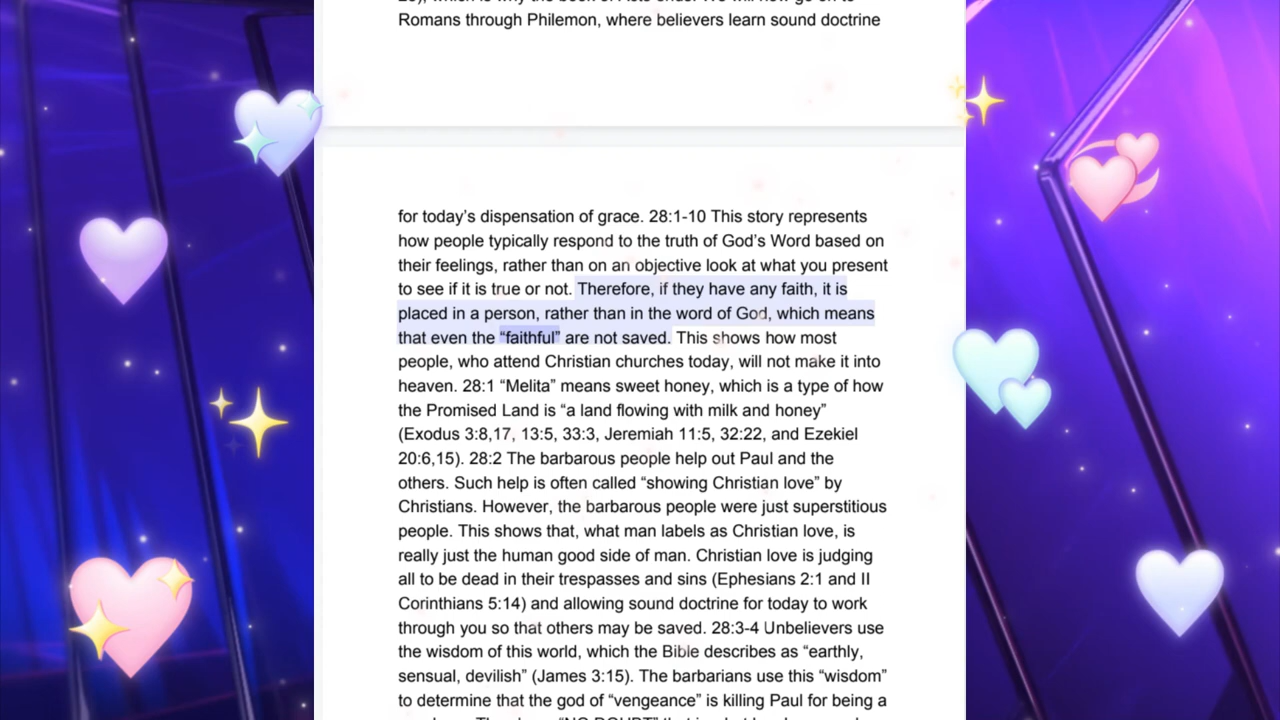 Romans through Philemon, where believers learn sound doctrine
for today’s dispensation of grace. 28:1-10 This story represents
how people typically respond to the truth of God’s Word based on
their feelings, rather than on an objective look at what you present
to see if it is true or not. Therefore, if they have any faith, it is
placed in a person, rather than in the word of God, which means
that even the “faithful” are not saved. This shows how most
people, who attend Christian churches today, will not make it into
heaven. 28:1 “Melita” means sweet honey, which is a type of how
the Promised Land is “a land flowing with milk and honey”
(Exodus 3:8,17, 13:5, 33:3, Jeremiah 11:5, 32:22, and Ezekiel
20:6,15). 28:2 The barbarous people help out Paul and the
others. Such help is often called “showing Christian love” by
Christians. However, the barbarous people were just superstitious
people. This shows that, what man labels as Christian love, is
really just the human good side of man. Christian love is judging
all to be dead in their trespasses and sins (Ephesians 2:1 and II
Corinthians 5:14) and allowing sound doctrine for today to work
through you so that others may be saved. 28:3-4 Unbelievers use
the wisdom of this world, which the Bible describes as “earthly,
sensual, devilish” (James 3:15). The barbarians use this “wisdom”
to determine that the god of “vengeance” is killing Paul for being a